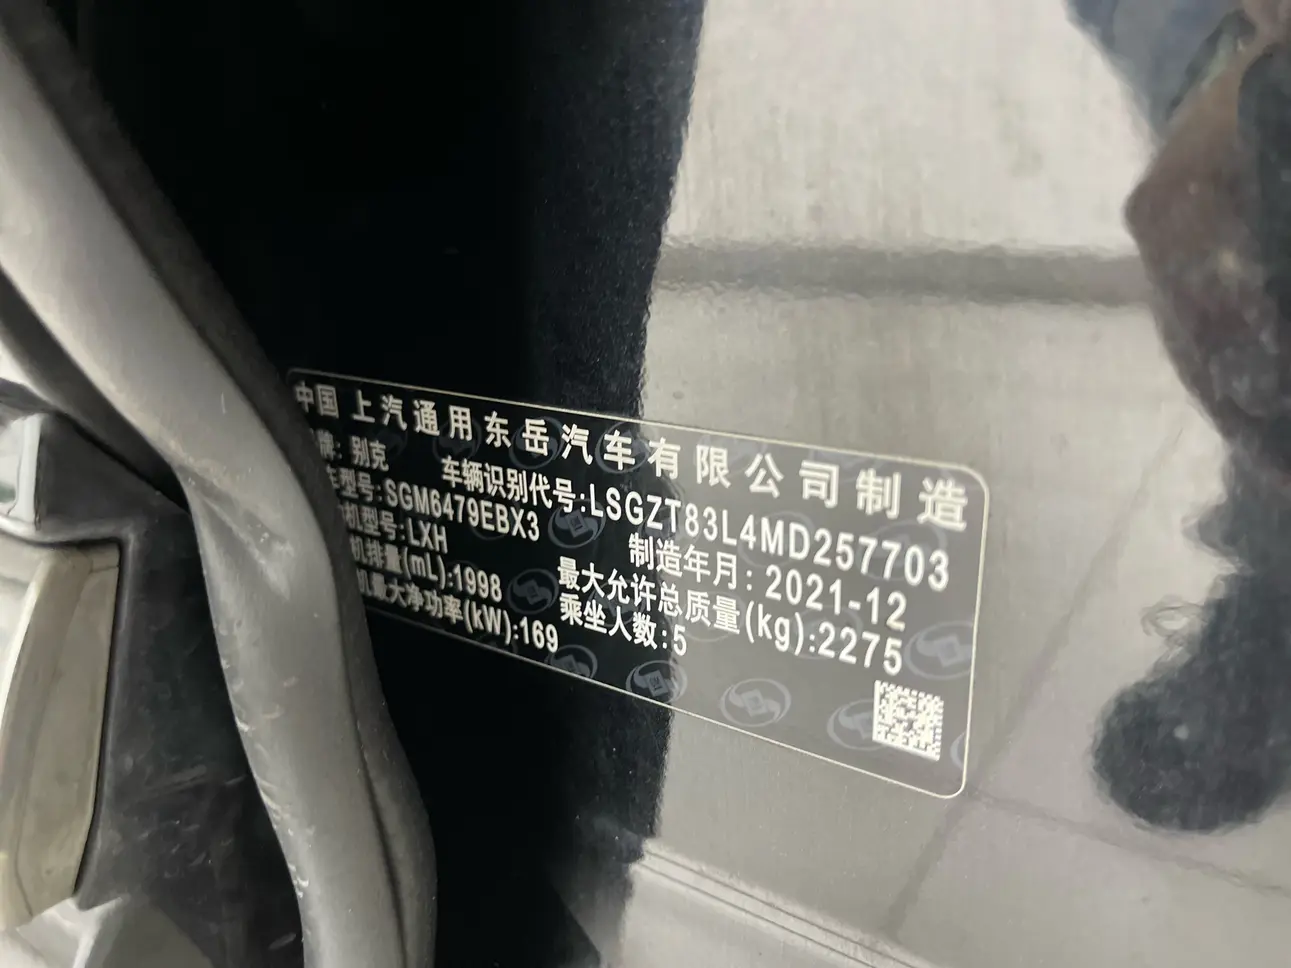 中国 上汽通用东岳汽车有限公司制造
牌: 别克 车辆识别代号:LSGZT83L4MD257703
车型号:SGM6479EBX3 制造年月: 2021-12
机型号:LXH 最大允许总质量(kg):2275
机排量(mL):1998 乘坐人数:5
机最大净功率(kW):169